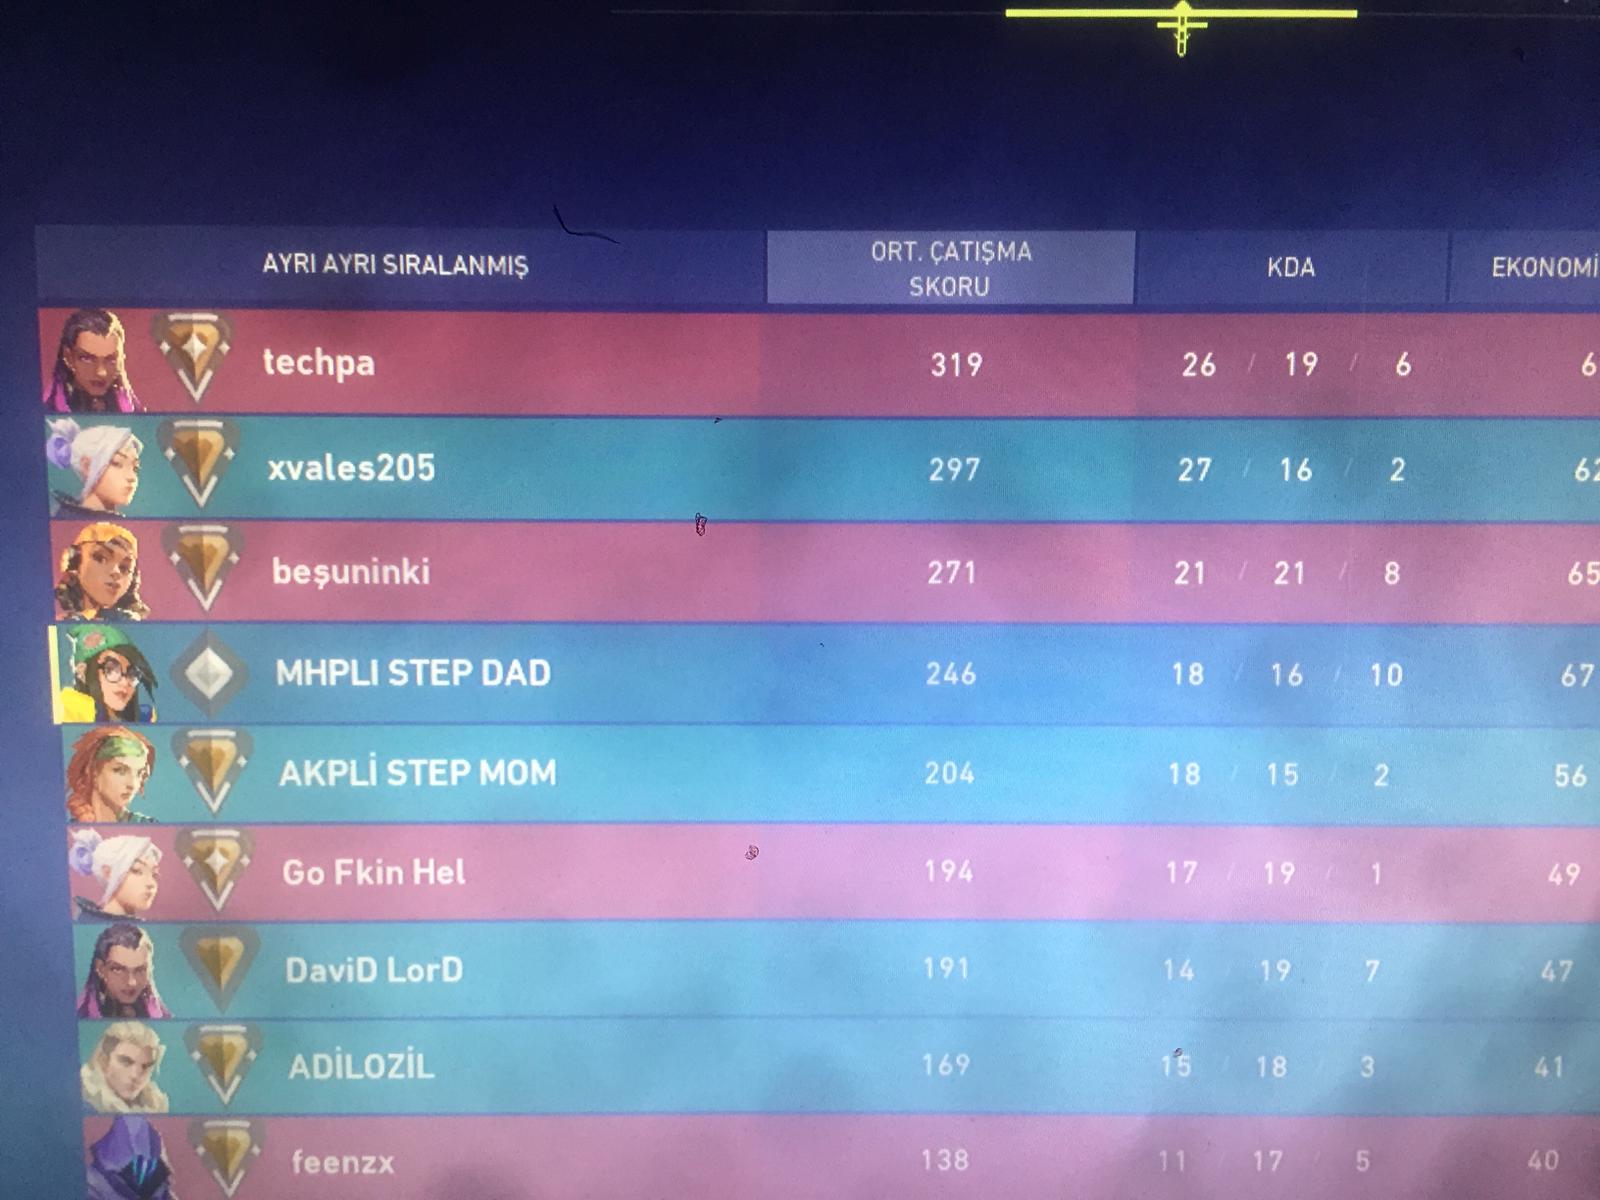 AYRI AYRI SIRALANMIŞ ORT. ÇATIŞMA SKORU KDA EKONOMİ
techpa 319 26 / 19 / 6 6
xvales205 297 27 / 16 / 2 62
beşuninki 271 21 / 21 / 8 65
MHPLI STEP DAD 246 18 / 16 / 10 67
AKPLİ STEP MOM 204 18 / 15 / 2 56
Go Fkin Hel 194 17 / 19 / 1 49
DaviD LorD 191 14 / 19 / 7 47
ADİLOZİL 169 15 / 18 / 3 41
feenzx 138 11 / 17 / 5 40